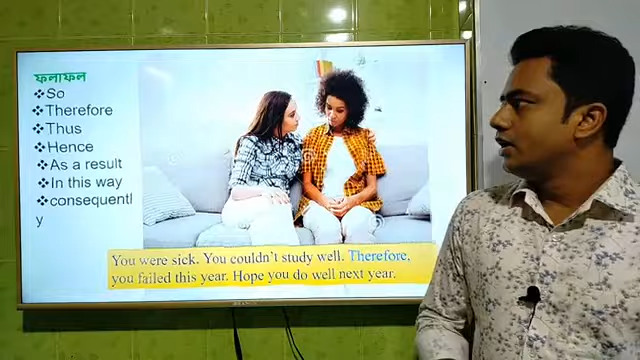 ফলাফল
❖So
❖Therefore
❖Thus
❖Hence
❖As a result
❖In this way
❖consequentl
y
You were sick. You couldn't study well. Therefore,
you failed this year. Hope you do well next year.